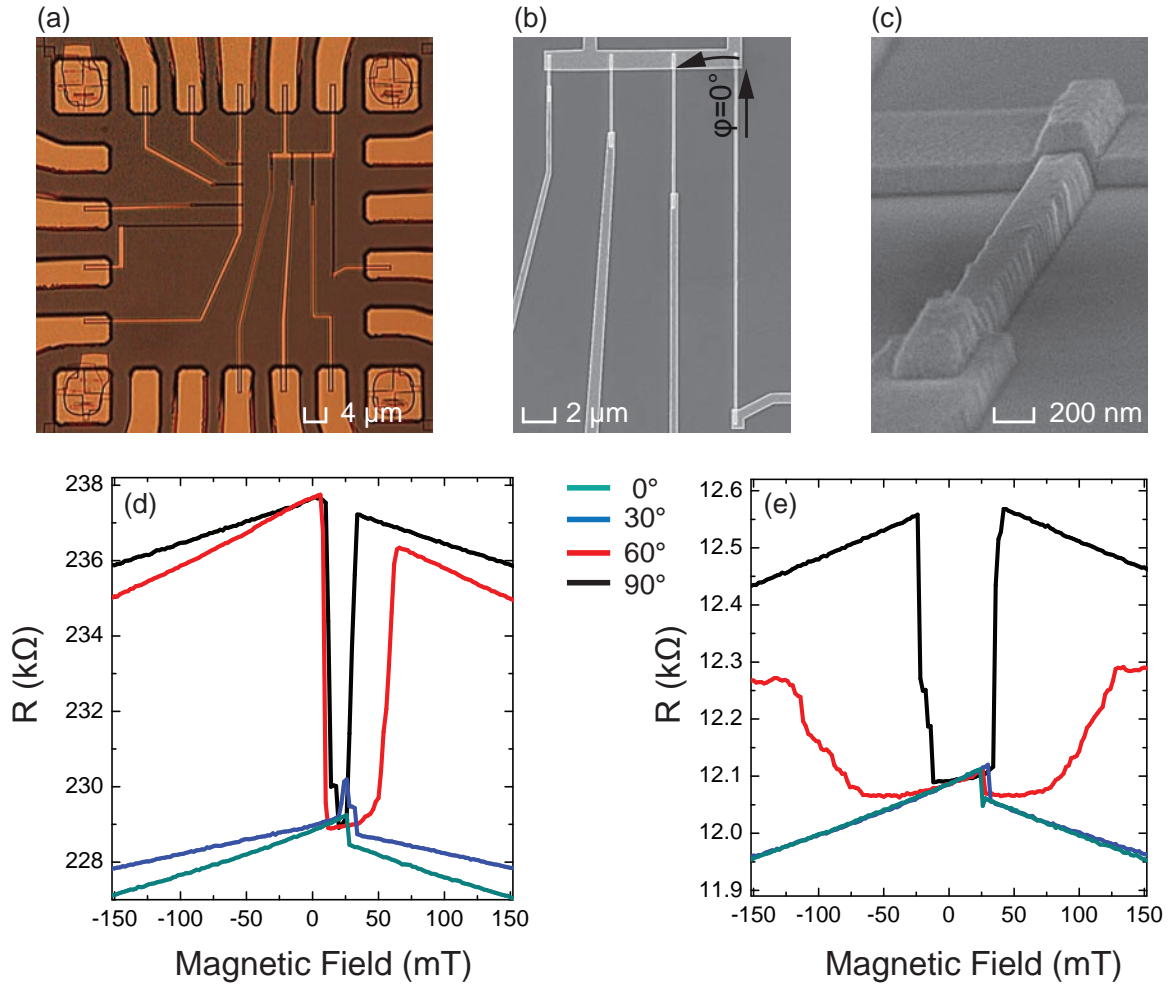 (a)
(b)
(c)
4 µm
φ=0°
2 µm
200 nm
(d)
238
236
234
232
230
228
R (kΩ)
-150
-100
-50
0
50
100
150
Magnetic Field (mT)
0°
30°
60°
90°
(e)
12.6
12.5
12.4
12.3
12.2
12.1
12.0
11.9
R (kΩ)
-150
-100
-50
0
50
100
150
Magnetic Field (mT)